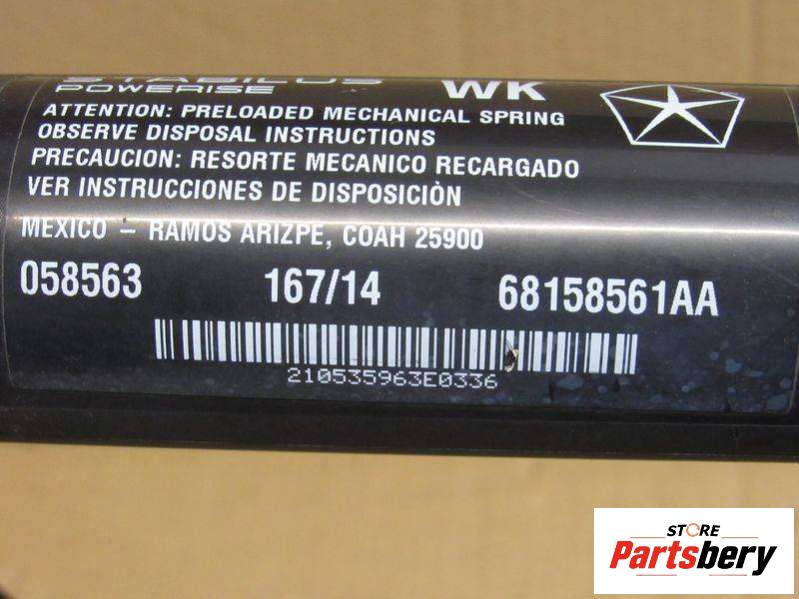 STABILUS
POWERISE WK
ATTENTION: PRELOADED MECHANICAL SPRING
OBSERVE DISPOSAL INSTRUCTIONS
PRECAUCION: RESORTE MECANICO RECARGADO
VER INSTRUCCIONES DE DISPOSICIÒN
MEXICO – RAMOS ARIZPE, COAH 25900
058563 167/14 68158561AA
210535963E0336
STORE
Partsbery